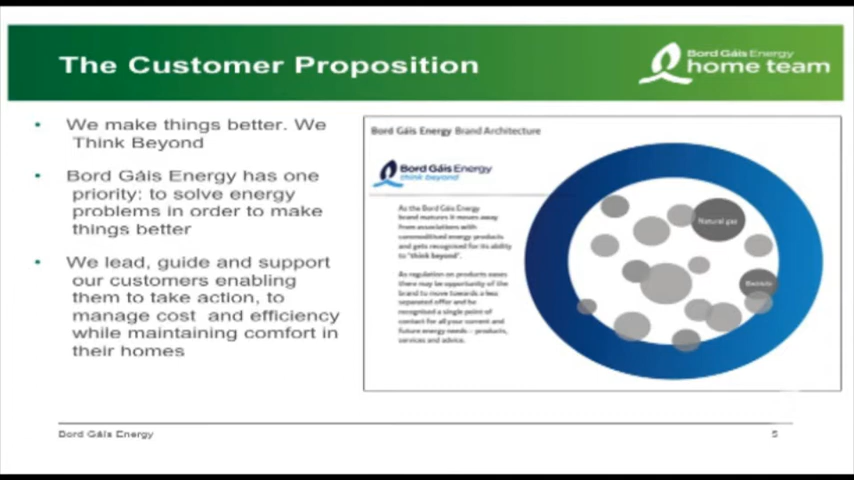 The Customer Proposition
Bord Gáis Energy
home team
• We make things better. We
Think Beyond
• Bord Gáis Energy has one
priority: to solve energy
problems in order to make
things better
• We lead, guide and support
our customers enabling
them to take action, to
manage cost and efficiency
while maintaining comfort in
their homes
Bord Gáis Energy Brand Architecture
Bord Gáis Energy
think beyond
As the Bord Gáis Energy
brand matures it moves away
from associations with
commoditised energy products
and gets recognised for its ability
to "think beyond".
As regulation on products eases
there may be opportunity of the
brand to move towards a less
separated offer and be
recognised a single point of
contact for all your current and
future energy needs – products,
services and advice.
Natural gas
Bord Gáis Energy
5